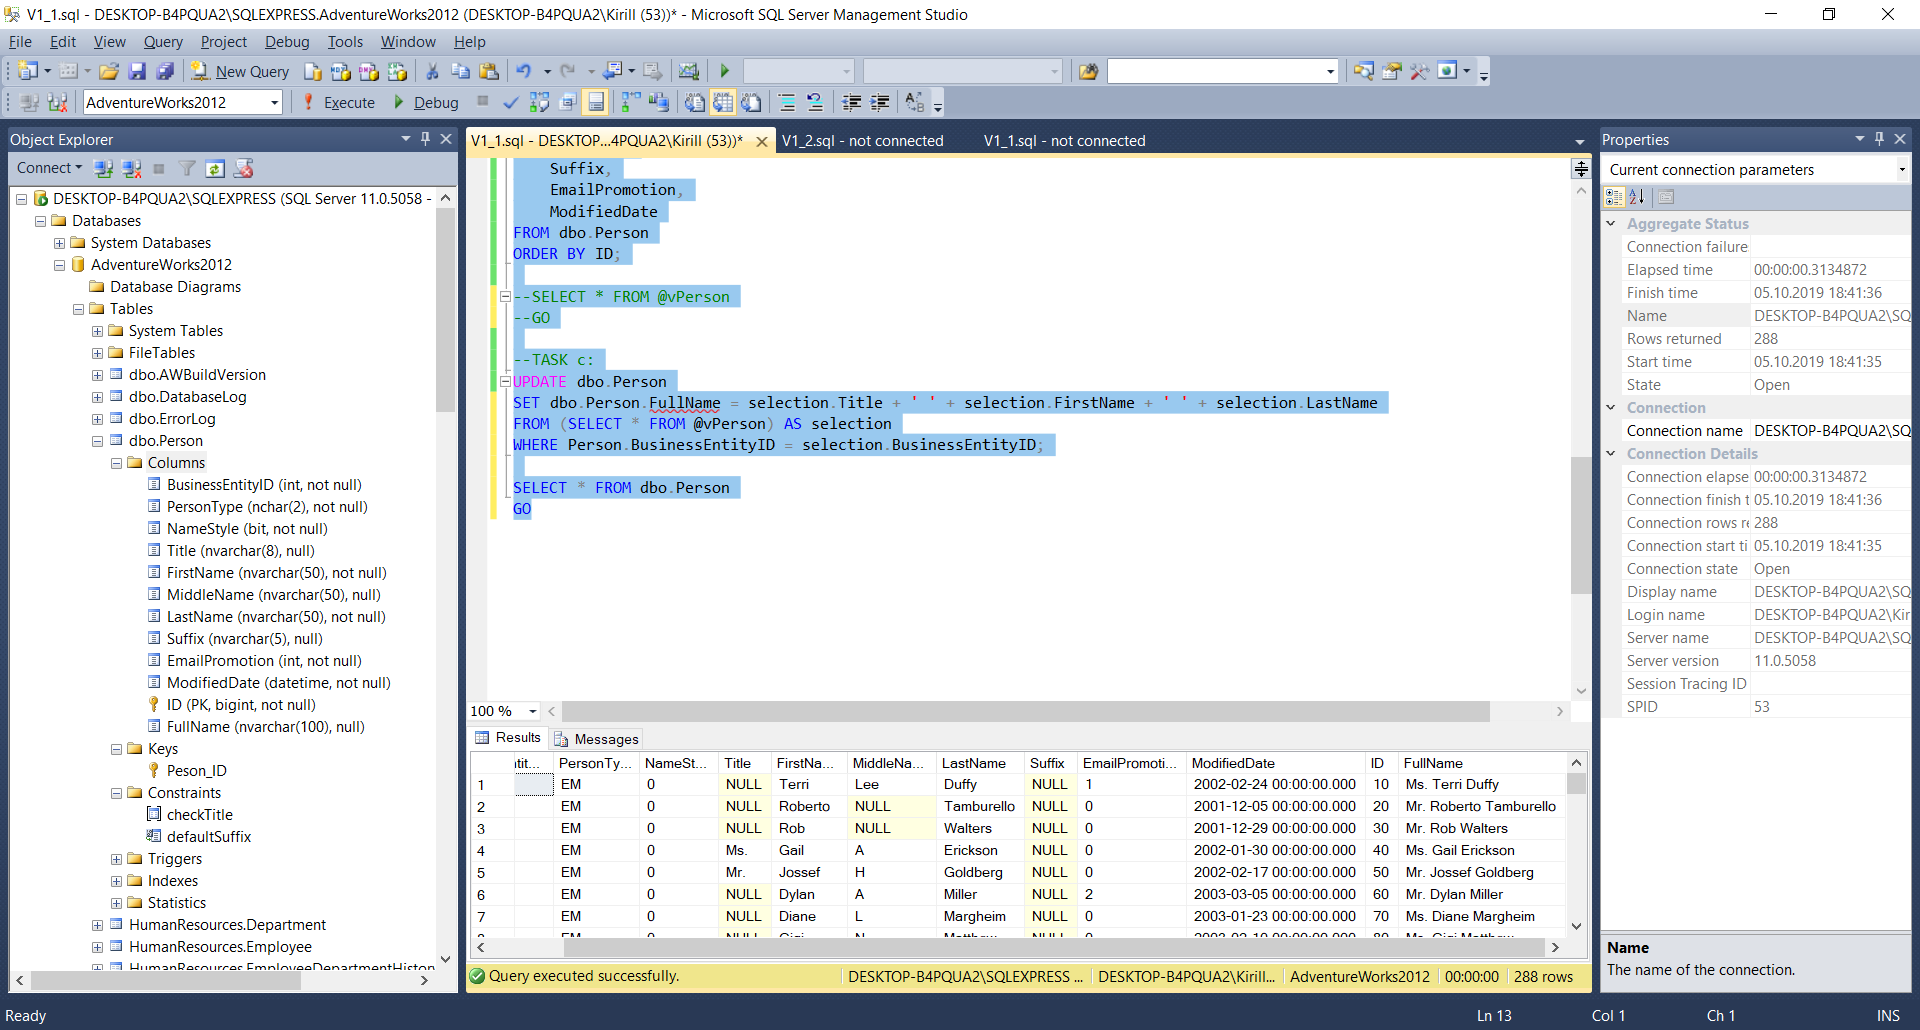 V1_1.sql - DESKTOP-B4PQUA2\SQLEXPRESS.AdventureWorks2012 (DESKTOP-B4PQUA2\Kirill (53))* - Microsoft SQL Server Management Studio
File Edit View Query Project Debug Tools Window Help
New Query
AdventureWorks2012 Execute Debug
Object Explorer
Connect
DESKTOP-B4PQUA2\SQLEXPRESS (SQL Server 11.0.5058 -
Databases
System Databases
AdventureWorks2012
Database Diagrams
Tables
System Tables
FileTables
dbo.AWBuildVersion
dbo.DatabaseLog
dbo.ErrorLog
dbo.Person
Columns
BusinessEntityID (int, not null)
PersonType (nchar(2), not null)
NameStyle (bit, not null)
Title (nvarchar(8), null)
FirstName (nvarchar(50), not null)
MiddleName (nvarchar(50), null)
LastName (nvarchar(50), not null)
Suffix (nvarchar(5), null)
EmailPromotion (int, not null)
ModifiedDate (datetime, not null)
ID (PK, bigint, not null)
FullName (nvarchar(100), null)
Keys
Peson_ID
Constraints
checkTitle
defaultSuffix
Triggers
Indexes
Statistics
HumanResources.Department
HumanResources.Employee
HumanResources.EmployeeDepartmentHistor
V1_1.sql - DESKTOP...4PQUA2\Kirill (53))* V1_2.sql - not connected V1_1.sql - not connected
Suffix,
EmailPromotion,
ModifiedDate
FROM dbo.Person
ORDER BY ID;
--SELECT * FROM @vPerson
--GO
--TASK c:
UPDATE dbo.Person
SET dbo.Person.FullName = selection.Title + ' ' + selection.FirstName + ' ' + selection.LastName
FROM (SELECT * FROM @vPerson) AS selection
WHERE Person.BusinessEntityID = selection.BusinessEntityID;
SELECT * FROM dbo.Person
GO
100 %
Results Messages
PersonTy... NameSt... Title FirstNa... MiddleNa... LastName Suffix EmailPromoti... ModifiedDate ID FullName
1 EM 0 NULL Terri Lee Duffy NULL 1 2002-02-24 00:00:00.000 10 Ms. Terri Duffy
2 EM 0 NULL Roberto NULL Tamburello NULL 0 2001-12-05 00:00:00.000 20 Mr. Roberto Tamburello
3 EM 0 NULL Rob NULL Walters NULL 0 2001-12-29 00:00:00.000 30 Mr. Rob Walters
4 EM 0 Ms. Gail A Erickson NULL 0 2002-01-30 00:00:00.000 40 Ms. Gail Erickson
5 EM 0 Mr. Jossef H Goldberg NULL 0 2002-02-17 00:00:00.000 50 Mr. Jossef Goldberg
6 EM 0 NULL Dylan A Miller NULL 2 2003-03-05 00:00:00.000 60 Mr. Dylan Miller
7 EM 0 NULL Diane L Margheim NULL 0 2003-01-23 00:00:00.000 70 Ms. Diane Margheim
Query executed successfully. DESKTOP-B4PQUA2\SQLEXPRESS ... DESKTOP-B4PQUA2\Kirill... AdventureWorks2012 00:00:00 288 rows
Properties
Current connection parameters
Aggregate Status
Connection failure
Elapsed time 00:00:00.3134872
Finish time 05.10.2019 18:41:36
Name DESKTOP-B4PQUA2\SQ
Rows returned 288
Start time 05.10.2019 18:41:35
State Open
Connection
Connection name DESKTOP-B4PQUA2\SQ
Connection Details
Connection elapse 00:00:00.3134872
Connection finish t 05.10.2019 18:41:36
Connection rows re 288
Connection start ti 05.10.2019 18:41:35
Connection state Open
Display name DESKTOP-B4PQUA2\SQ
Login name DESKTOP-B4PQUA2\Kir
Server name DESKTOP-B4PQUA2\SQ
Server version 11.0.5058
Session Tracing ID
SPID 53
Name
The name of the connection.
Ready Ln 13 Col 1 Ch 1 INS